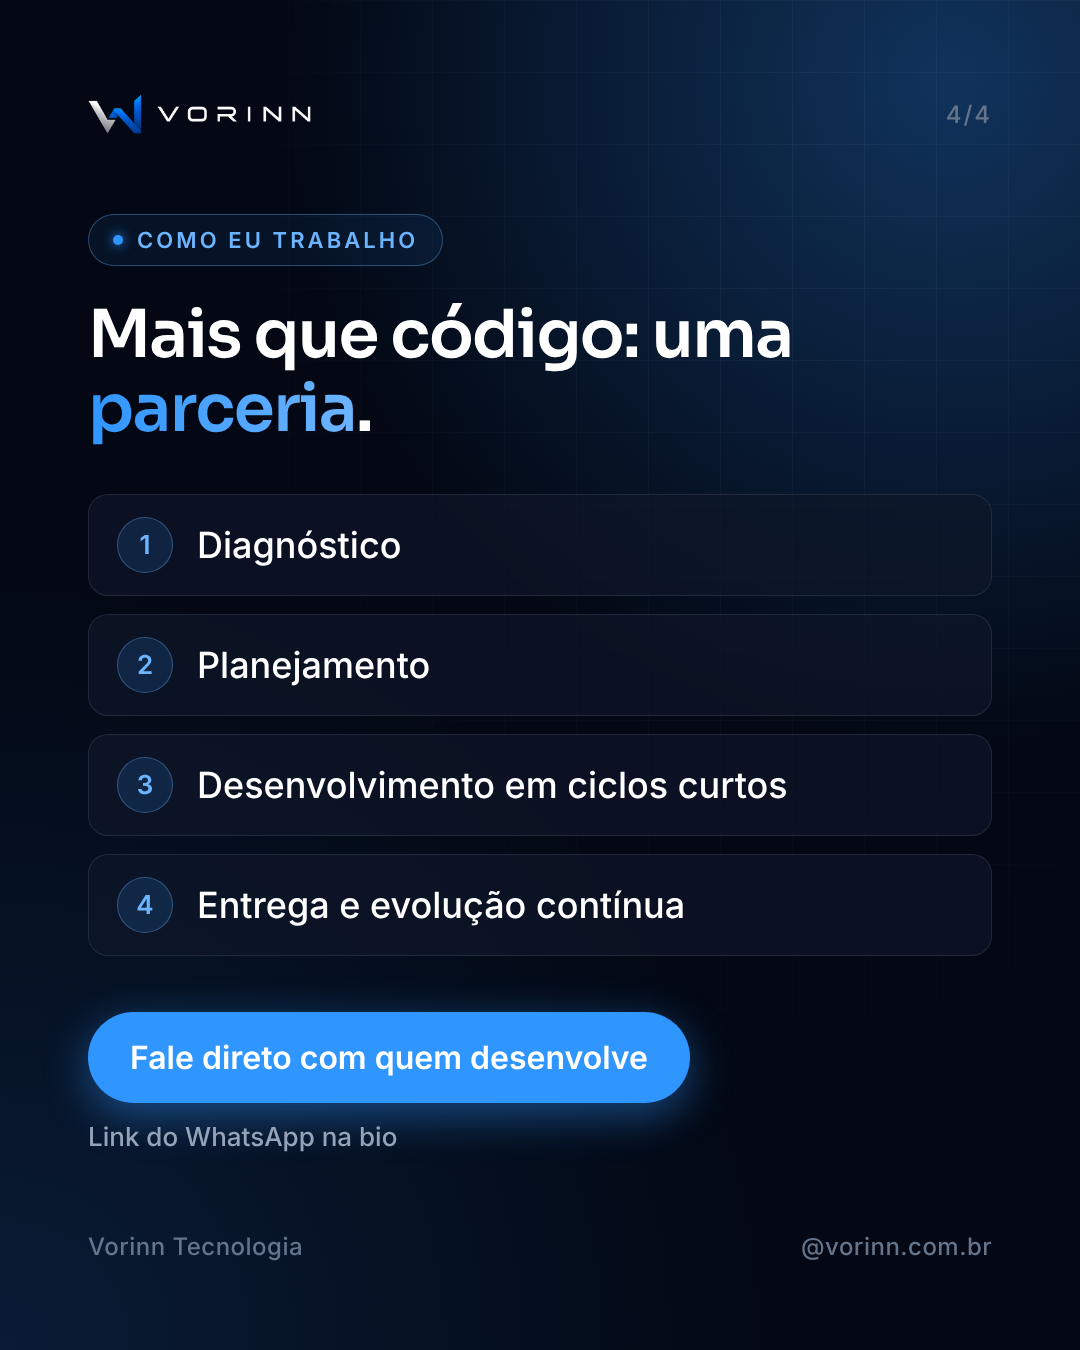 VORINN
4/4
COMO EU TRABALHO
Mais que código: uma
parceria.
1 Diagnóstico
2 Planejamento
3 Desenvolvimento em ciclos curtos
4 Entrega e evolução contínua
Fale direto com quem desenvolve
Link do WhatsApp na bio
Vorinn Tecnologia
@vorinn.com.br